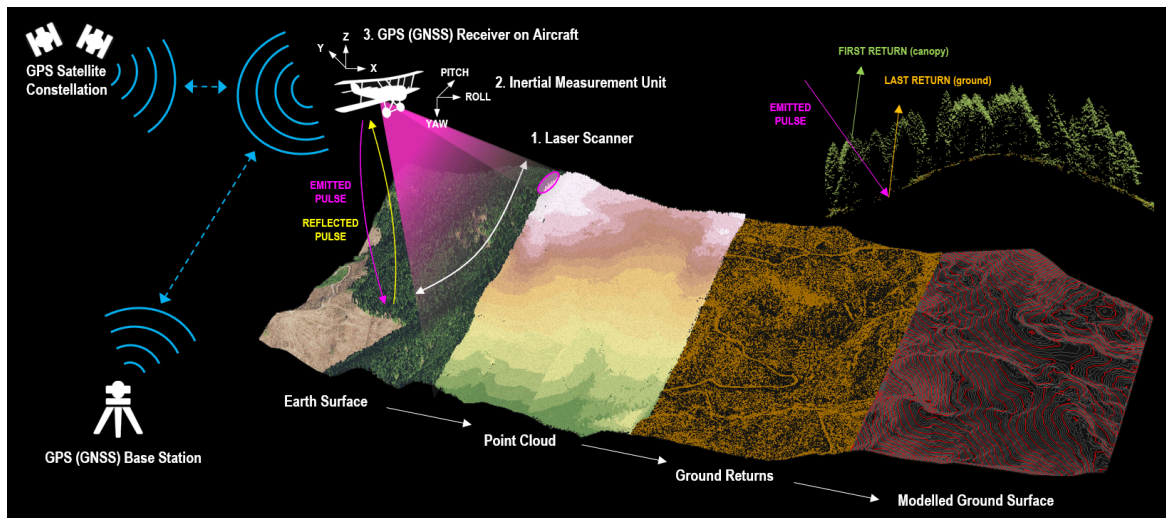 GPS Satellite
Constellation
3. GPS (GNSS) Receiver on Aircraft
Z
Y
X
PITCH
ROLL
YAW
2. Inertial Measurement Unit
1. Laser Scanner
EMITTED
PULSE
REFLECTED
PULSE
FIRST RETURN (canopy)
LAST RETURN (ground)
EMITTED
PULSE
GPS (GNSS) Base Station
Earth Surface
Point Cloud
Ground Returns
Modelled Ground Surface